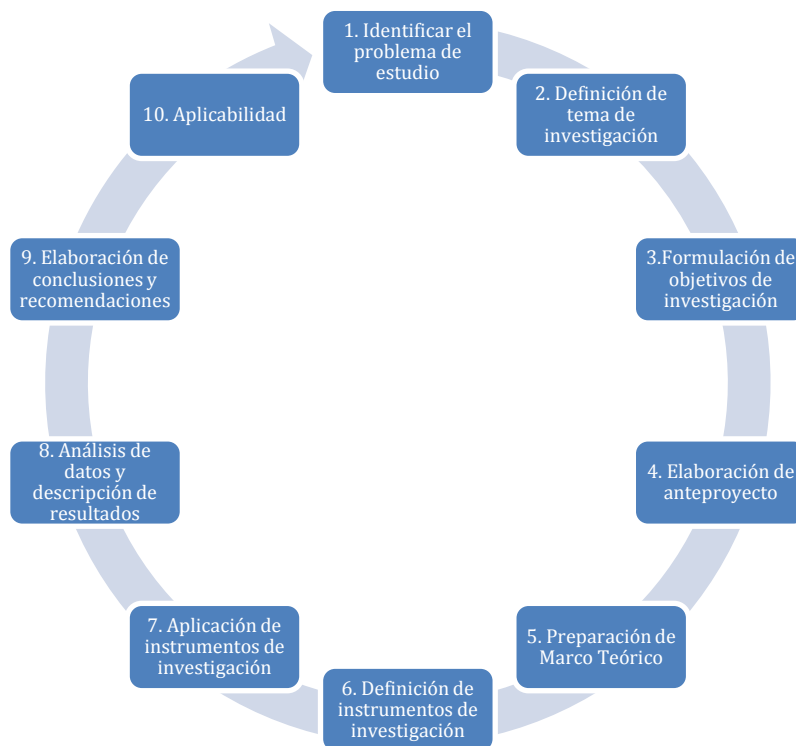 1. Identificar el
problema de
estudio
2. Definición de
tema de
investigación
3.Formulación de
objetivos de
investigación
4. Elaboración de
anteproyecto
5. Preparación de
Marco Teórico
6. Definición de
instrumentos de
investigación
7. Aplicación de
instrumentos de
investigación
8. Análisis de
datos y
descripción de
resultados
9. Elaboración de
conclusiones y
recomendaciones
10. Aplicabilidad